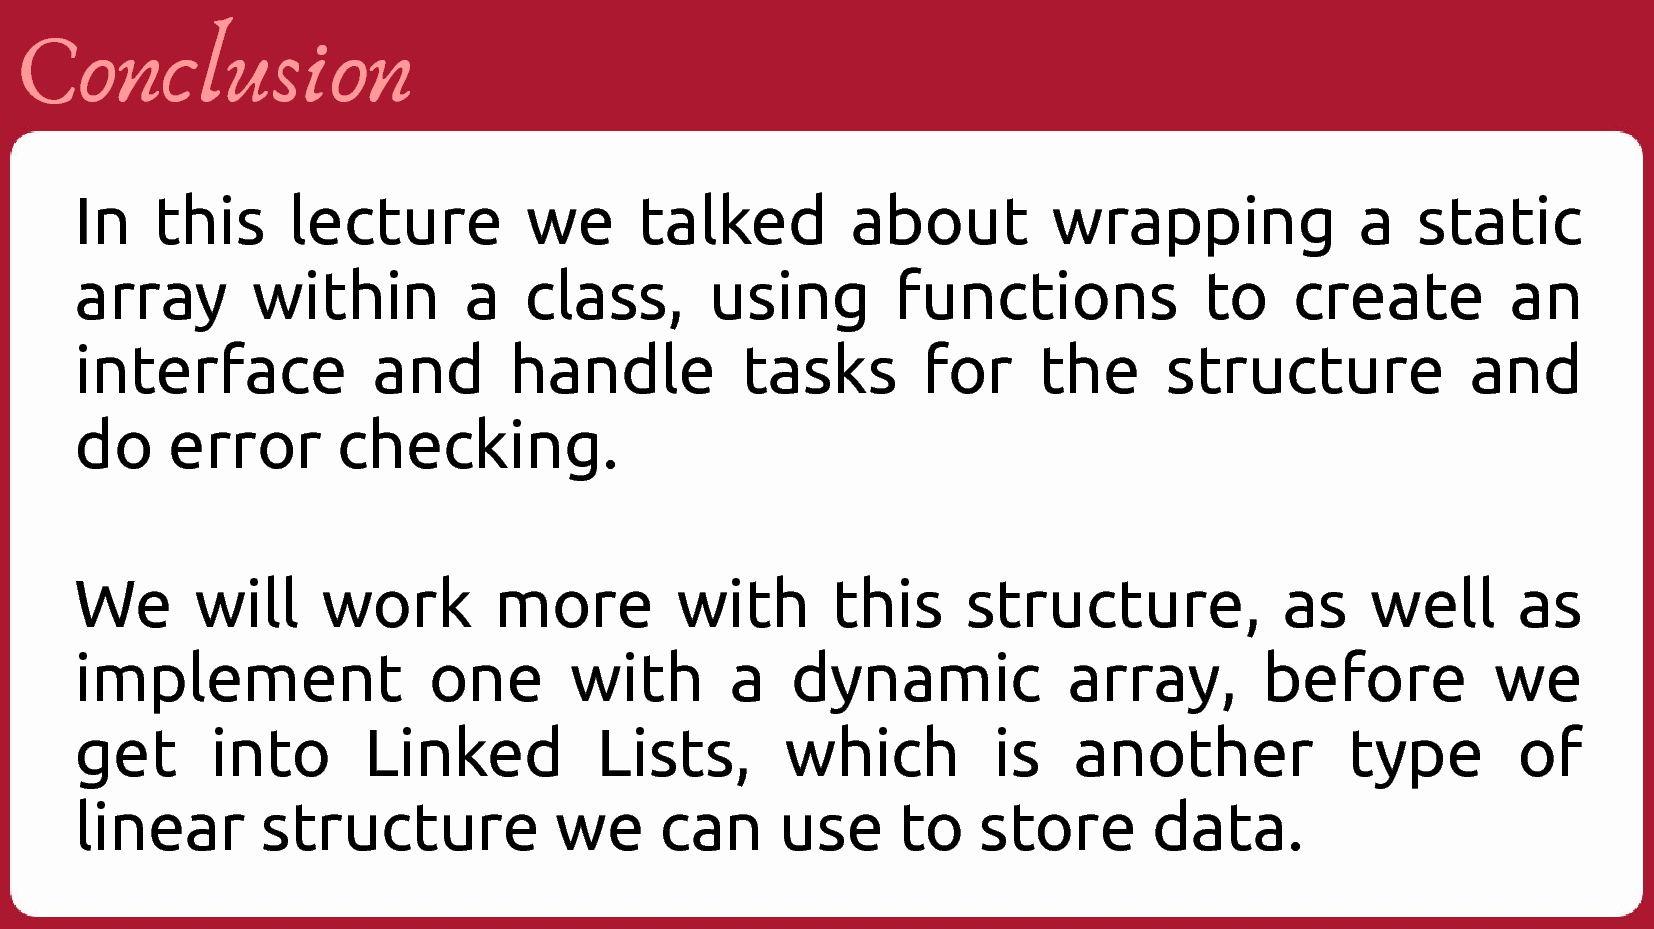 Conclusion
In this lecture we talked about wrapping a static
array within a class, using functions to create an
interface and handle tasks for the structure and
do error checking.
We will work more with this structure, as well as
implement one with a dynamic array, before we
get into Linked Lists, which is another type of
linear structure we can use to store data.